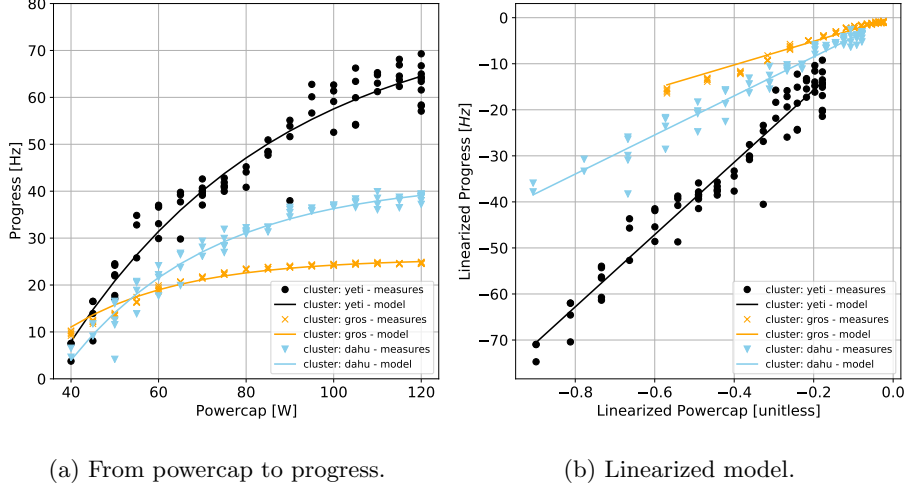 (a)
Progress [Hz]
80
70
60
50
40
30
20
10
0
cluster: yeti - measures
cluster: yeti - model
cluster: gros - measures
cluster: gros - model
cluster: dahu - measures
cluster: dahu - model
40 60 80 100 120
Powercap [W]
(b)
Linearized Progress [Hz]
0
−10
−20
−30
−40
−50
−60
−70
cluster: yeti - measures
cluster: yeti - model
cluster: gros - measures
cluster: gros - model
cluster: dahu - measures
cluster: dahu - model
−0.8 −0.6 −0.4 −0.2 0.0
Linearized Powercap [unitless]
(a) From powercap to progress.
(b) Linearized model.